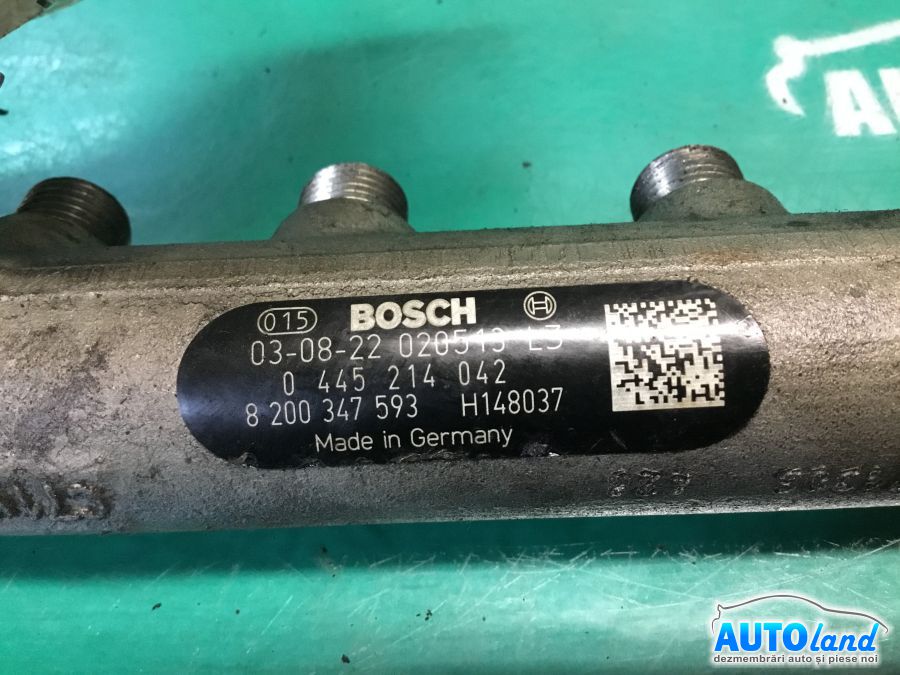 015 BOSCH
03-08-22 020513 L3
0 445 214 042
8 200 347 593 H148037
Made in Germany
AUTOland
dezmembrări auto și piese noi